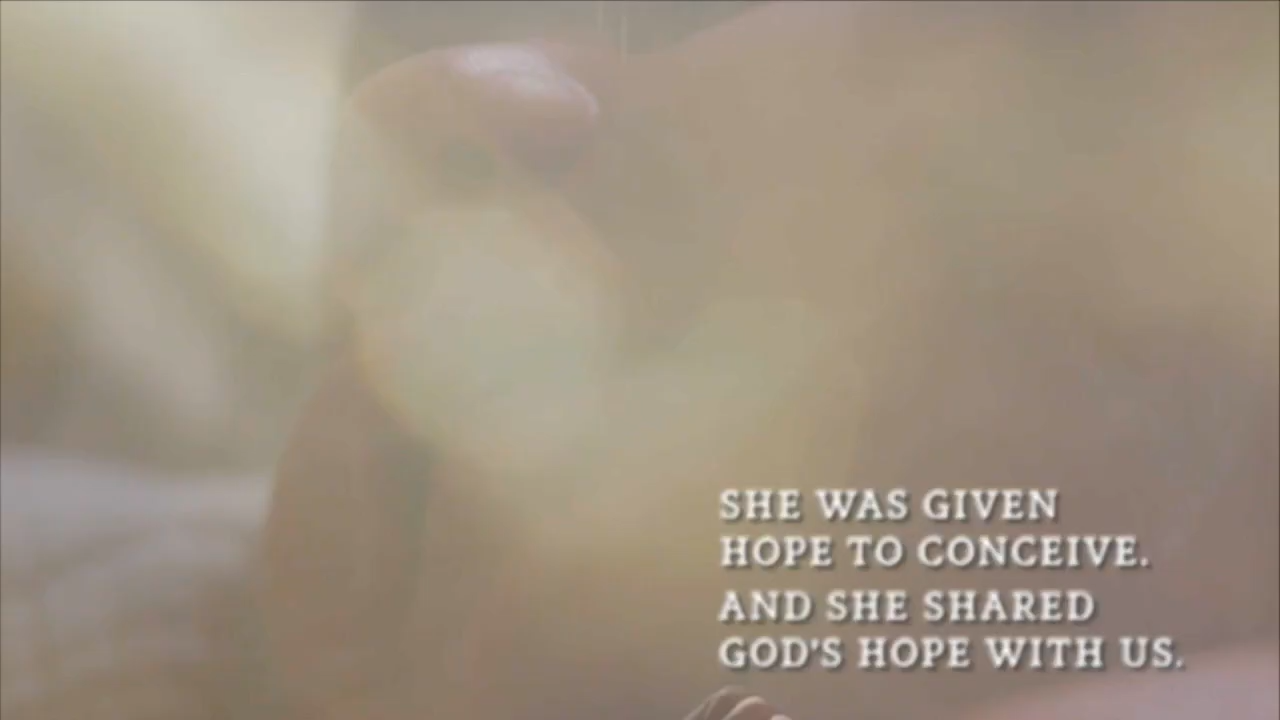 SHE WAS GIVEN
HOPE TO CONCEIVE.
AND SHE SHARED
GOD'S HOPE WITH US.